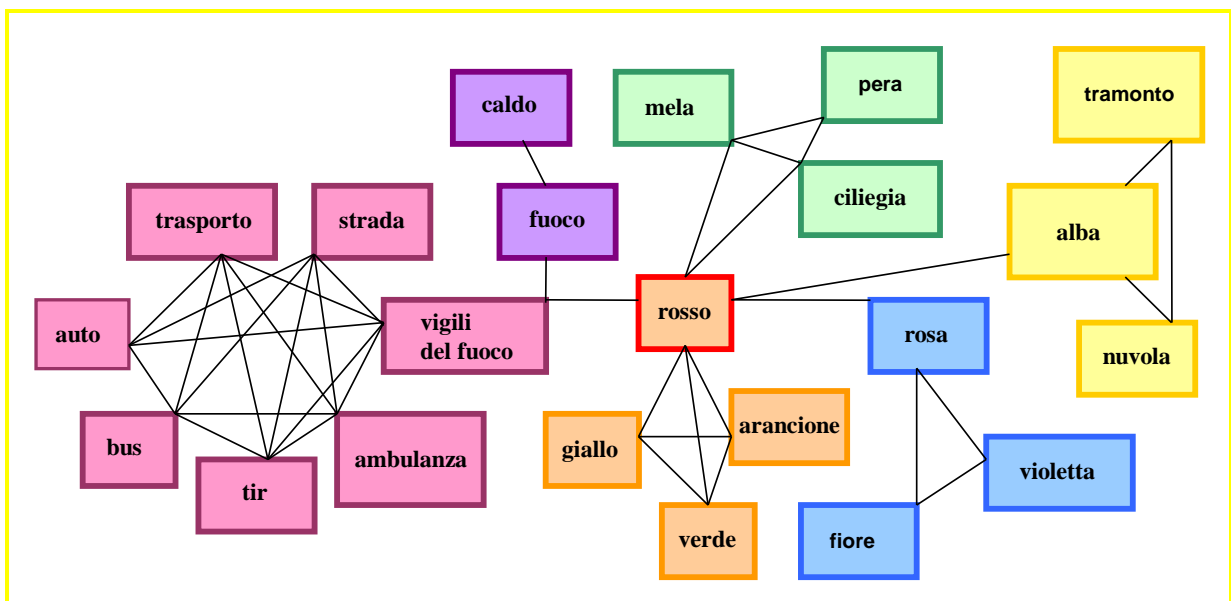 caldo
mela
pera
tramonto
trasporto
strada
fuoco
ciliegia
alba
auto
vigili
del fuoco
rosso
rosa
nuvola
bus
tir
ambulanza
giallo
arancione
verde
fiore
violetta